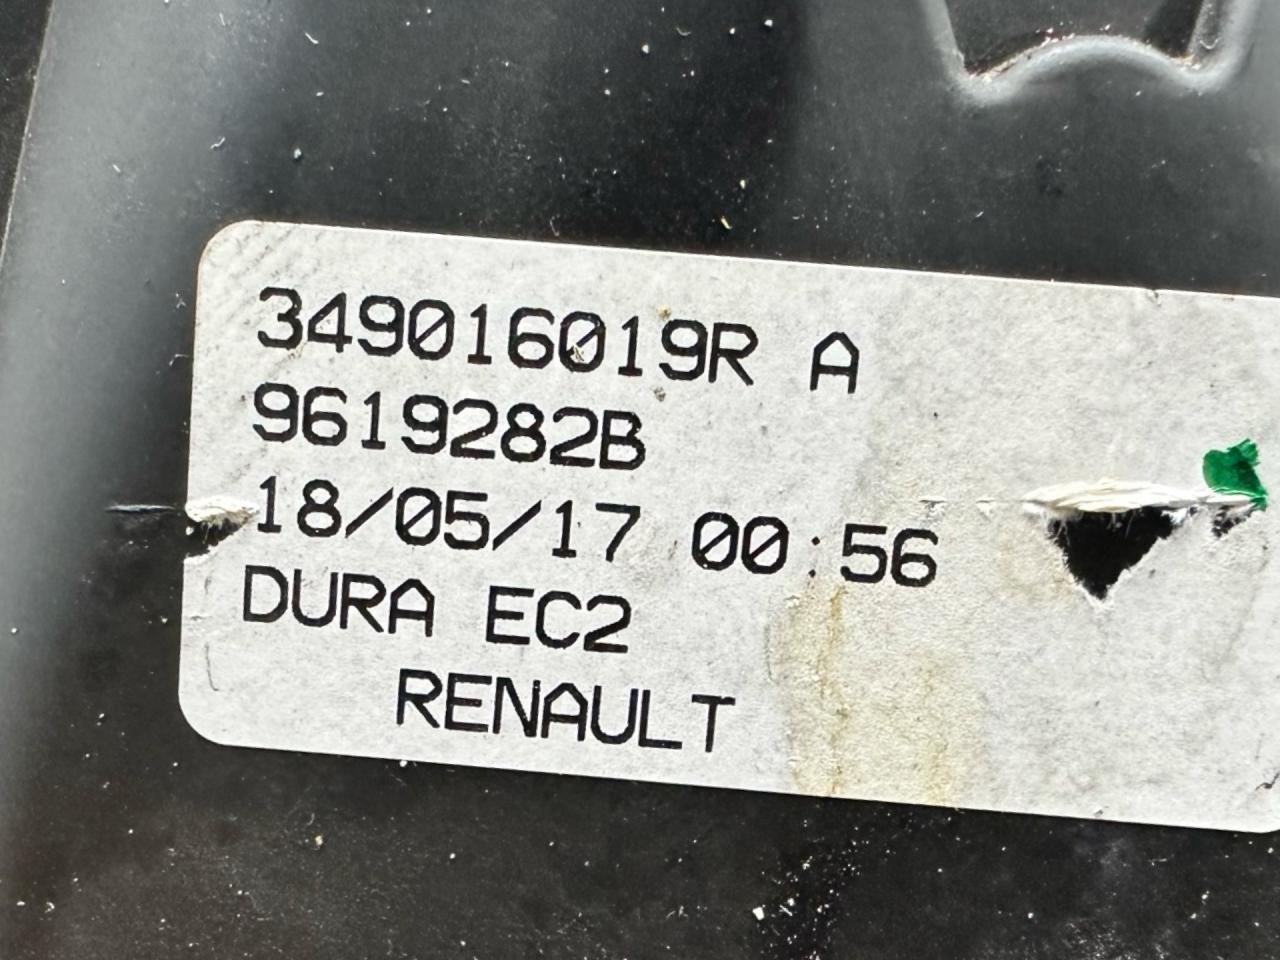 349016019R A
9619282B
18/05/17 00:56
DURA EC2
RENAULT